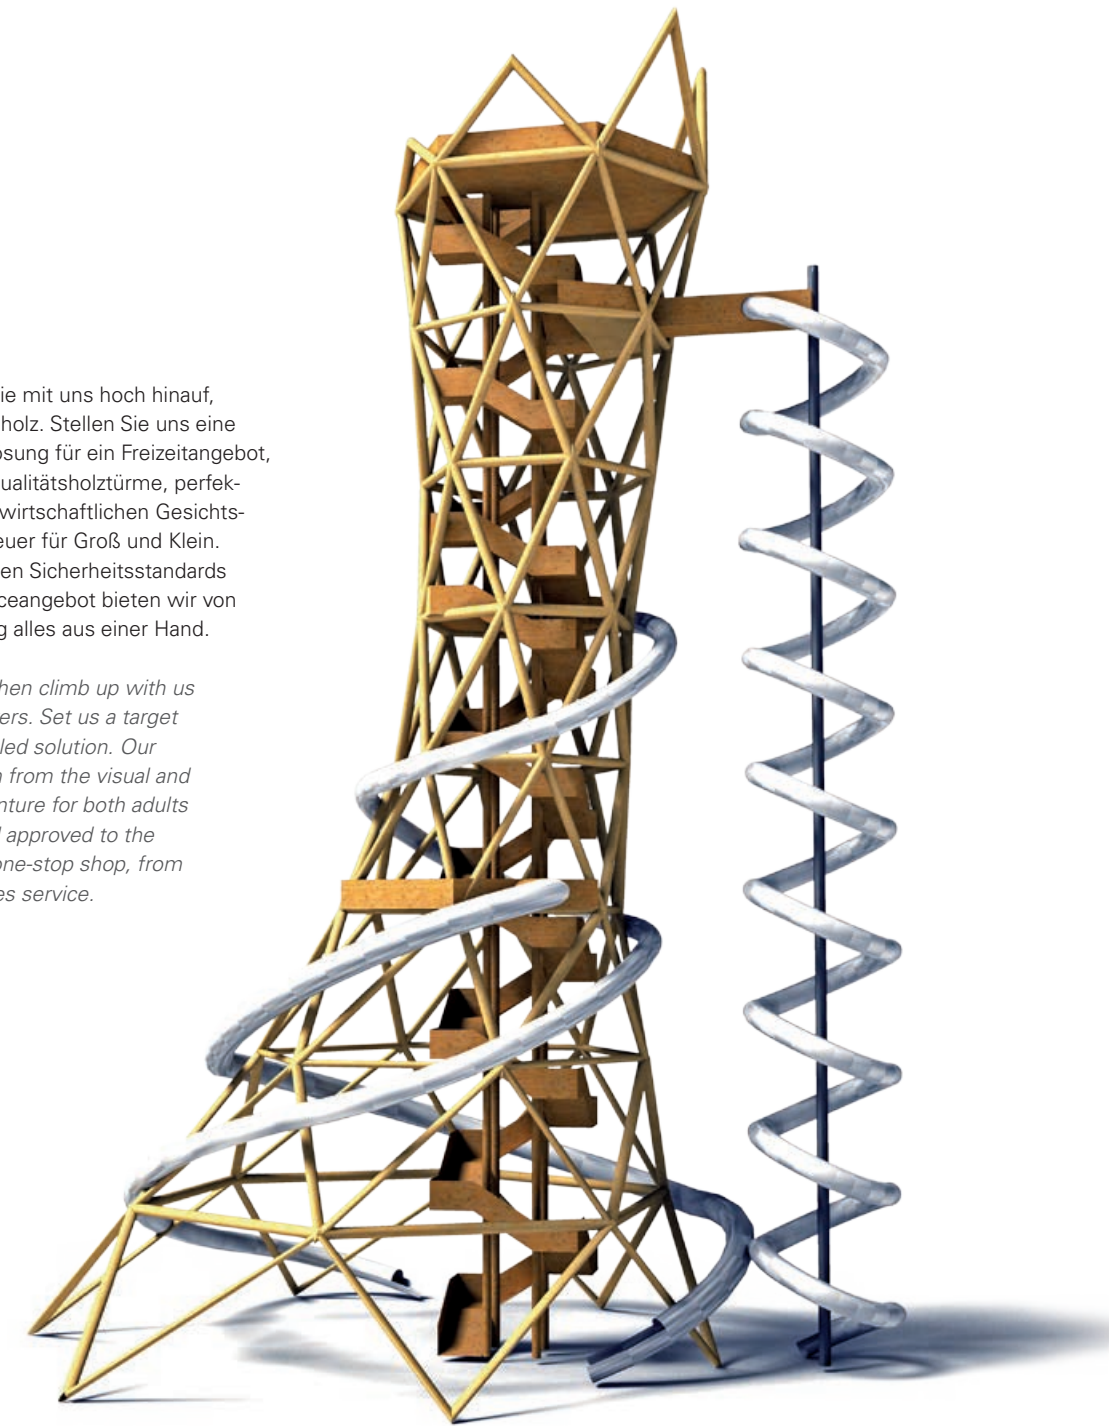 ie mit uns hoch hinauf,
holz. Stellen Sie uns eine
ösung für ein Freizeitangebot,
ualitätsholztürme, perfek-
wirtschaftlichen Gesichts-
euer für Groß und Klein.
en Sicherheitsstandards
ceangebot bieten wir von
g alles aus einer Hand.
hen climb up with us
ers. Set us a target
led solution. Our
from the visual and
nture for both adults
approved to the
one-stop shop, from
es service.